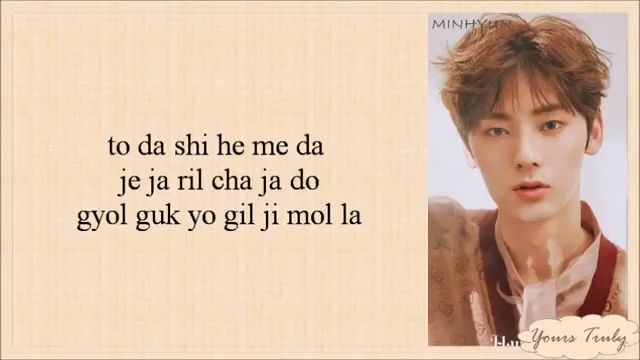 MINHYUN
to da shi he me da
je ja ril cha ja do
gyol guk yo gil ji mol la
Yours Truly